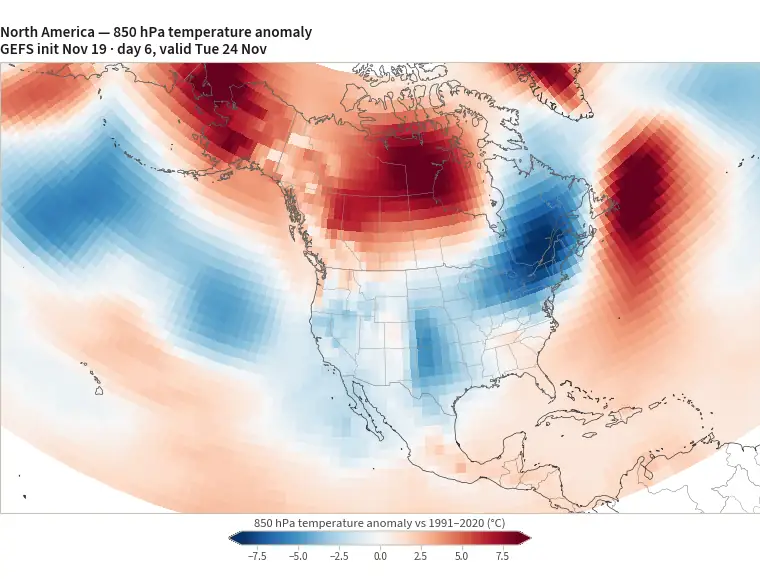 North America — 850 hPa temperature anomaly
GEFS init Nov 19 · day 6, valid Tue 24 Nov
850 hPa temperature anomaly vs 1991–2020 (°C)
−7.5 −5.0 −2.5 0.0 2.5 5.0 7.5